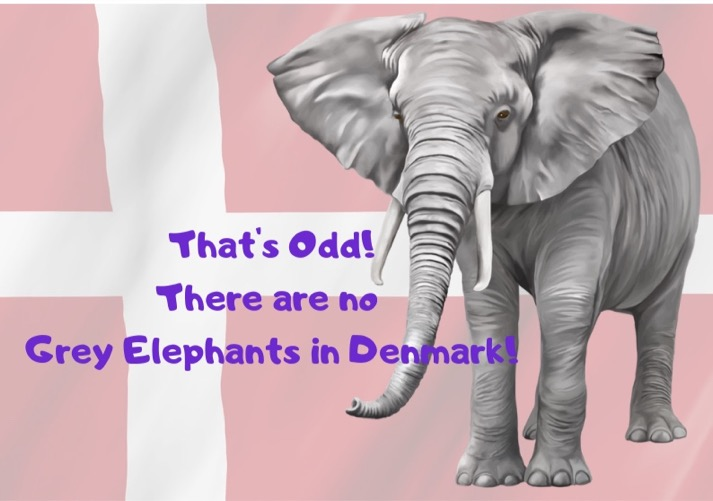 That's Odd!
There are no
Grey Elephants in Denmark!